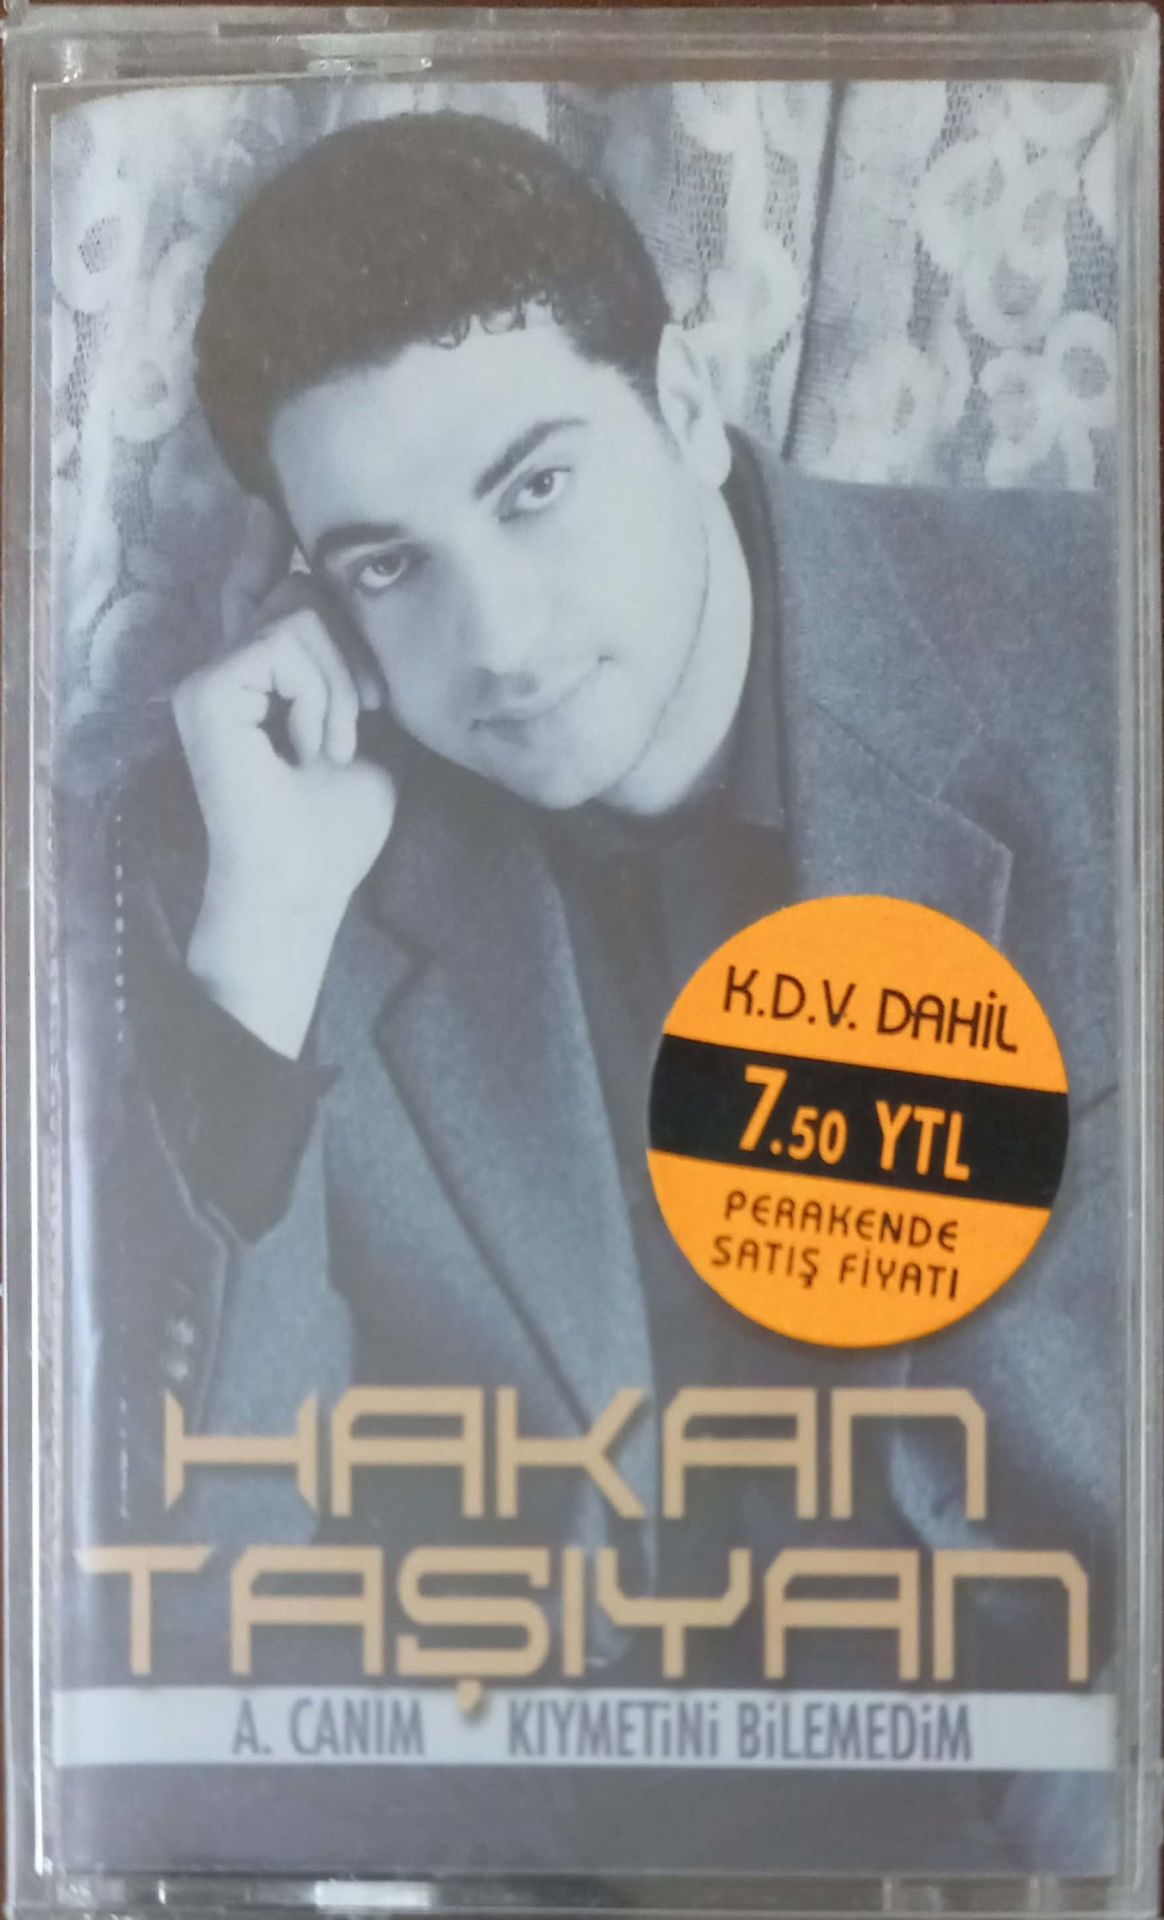 K.D.V. DAHİL
7.50 YTL
PERAKENDE
SATIŞ FİYATI
HAKAN
TAŞIYAN
A. CANIM KIYMETİNİ BİLEMEDİM